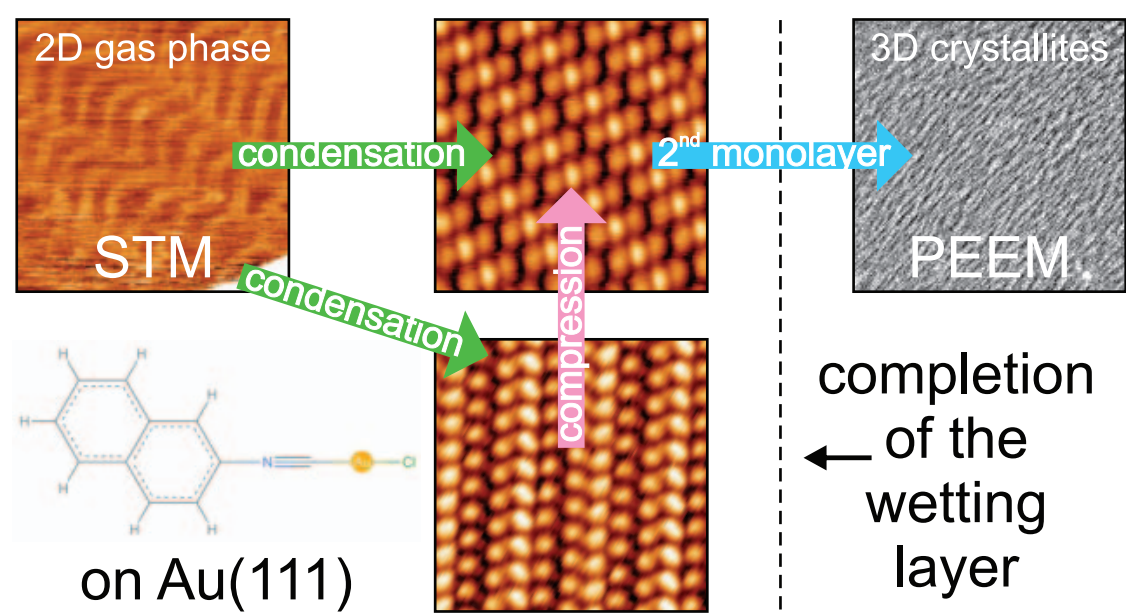 2D gas phase
STM
condensation
condensation
compression
2nd monolayer
3D crystallites
PEEM
H
H
H
H
H
H
H
N
Cl
on Au(111)
completion
of the
wetting
layer